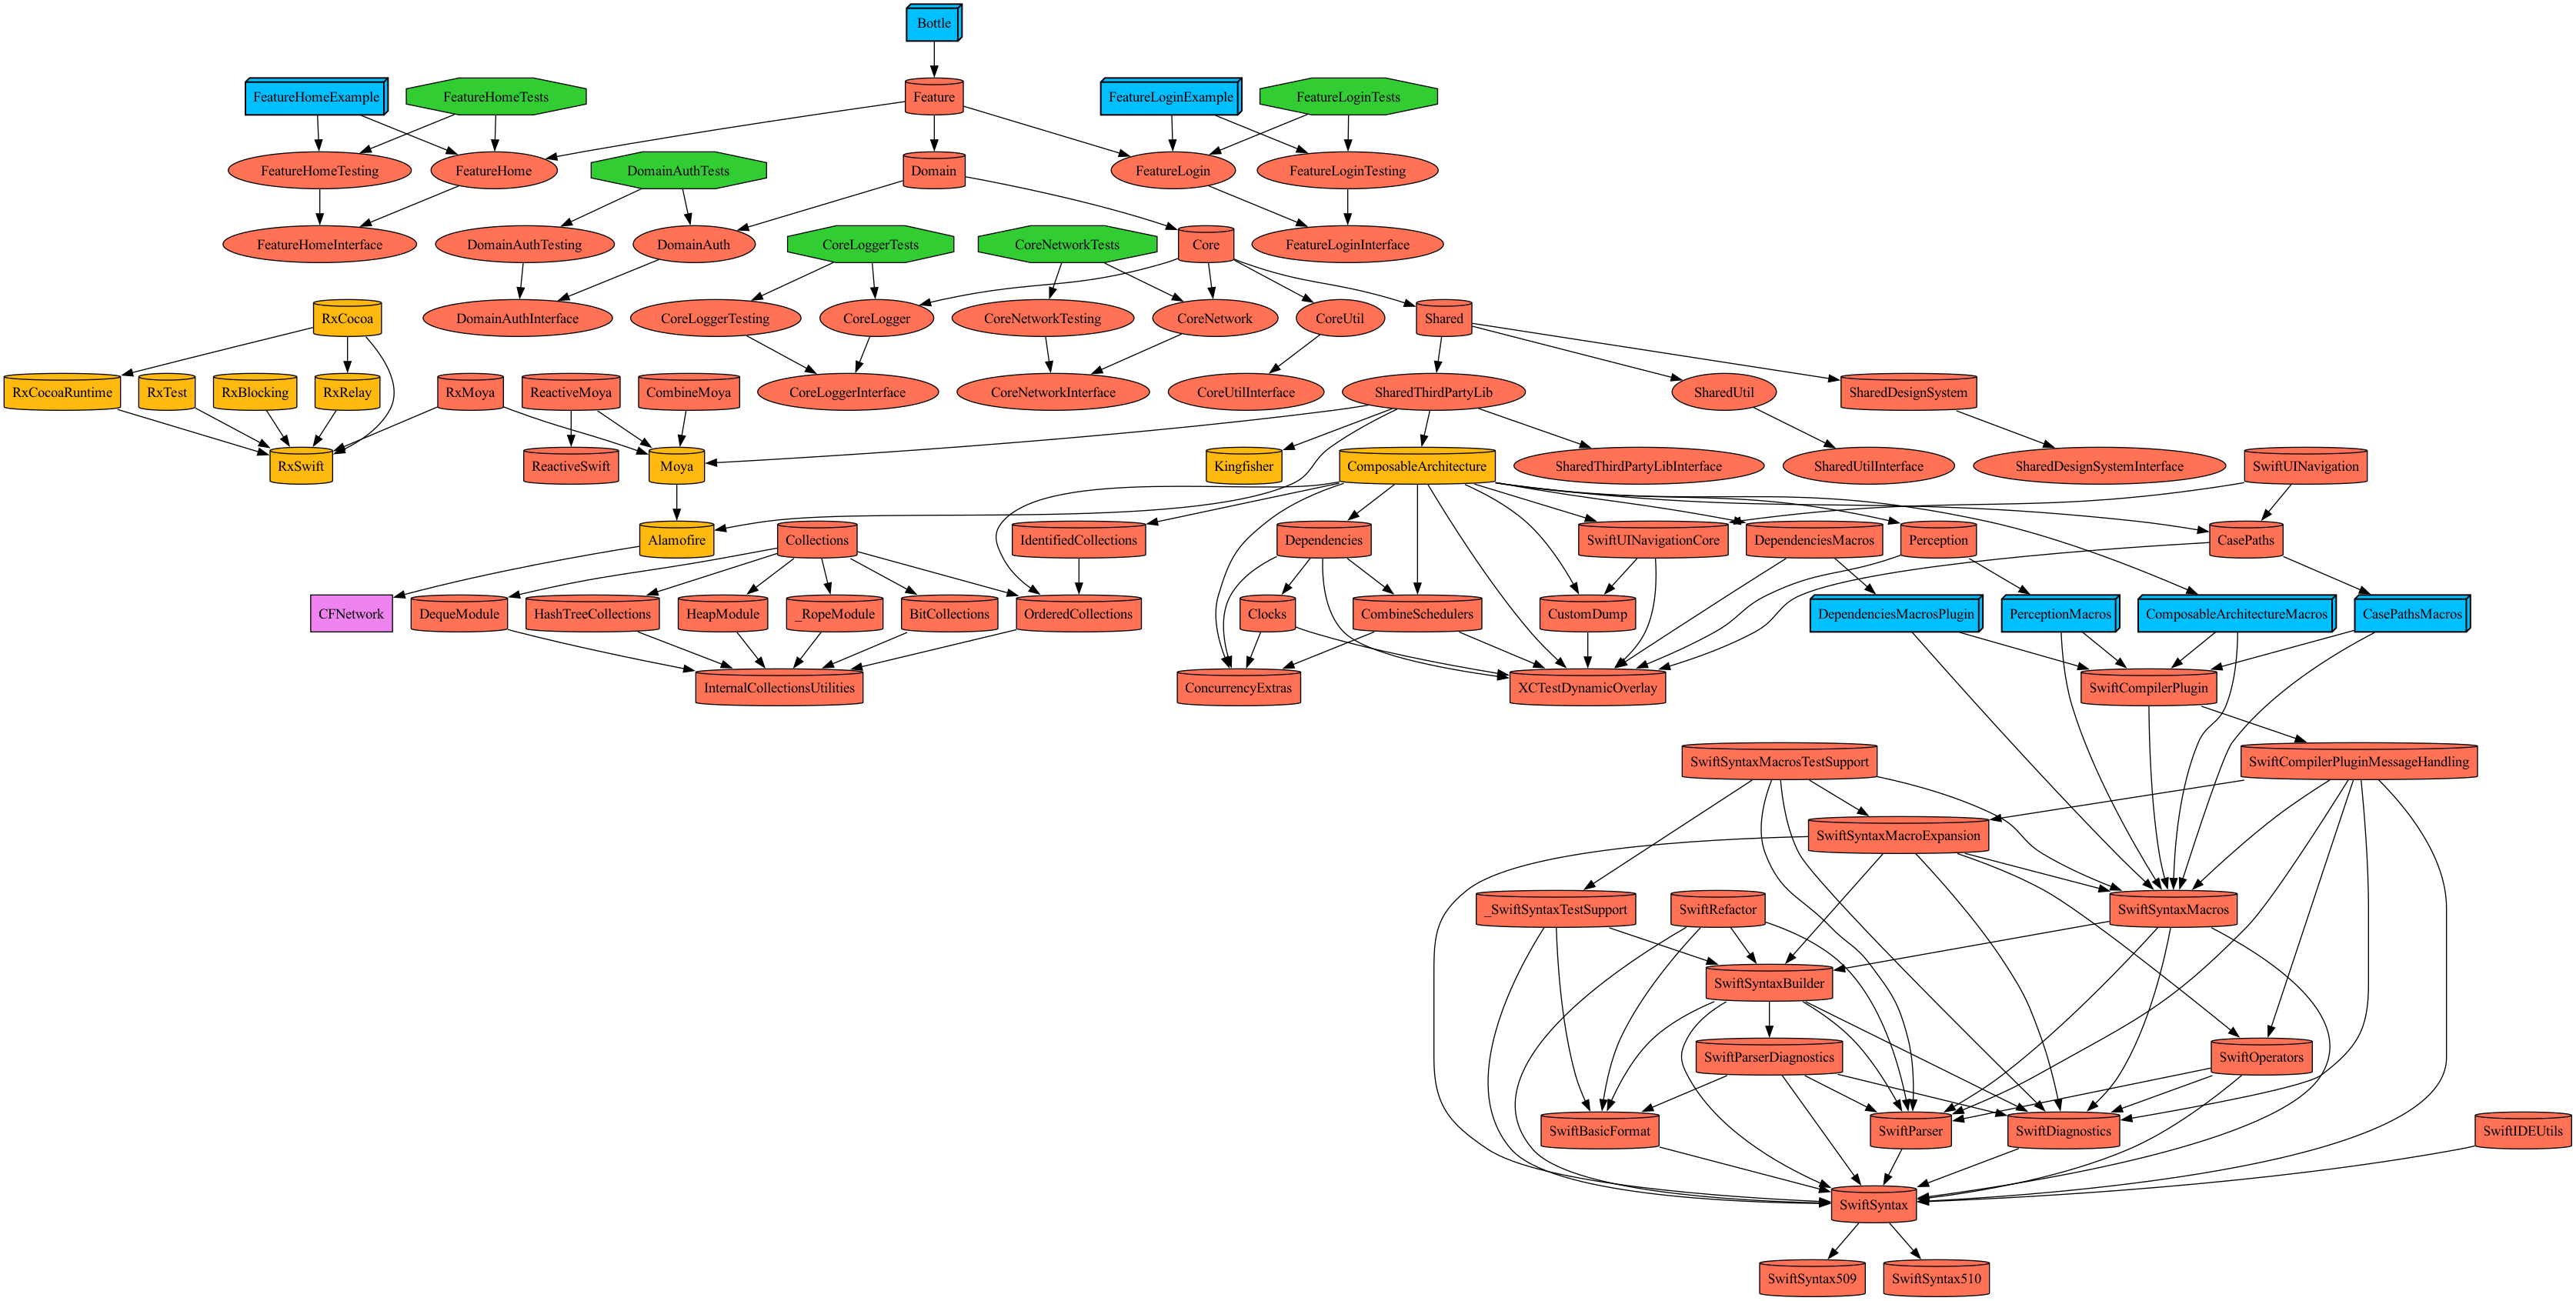 Bottle
FeatureHomeExample
FeatureHomeTests
Feature
FeatureLoginExample
FeatureLoginTests
FeatureHomeTesting
FeatureHome
DomainAuthTests
Domain
FeatureLogin
FeatureLoginTesting
FeatureHomeInterface
DomainAuthTesting
DomainAuth
CoreLoggerTests
CoreNetworkTests
Core
FeatureLoginInterface
RxCocoa
DomainAuthInterface
CoreLoggerTesting
CoreLogger
CoreNetworkTesting
CoreNetwork
CoreUtil
Shared
RxCocoaRuntime
RxTest
RxBlocking
RxRelay
RxMoya
ReactiveMoya
CombineMoya
CoreLoggerInterface
CoreNetworkInterface
CoreUtilInterface
SharedThirdPartyLib
SharedUtil
SharedDesignSystem
RxSwift
ReactiveSwift
Moya
Kingfisher
ComposableArchitecture
SharedThirdPartyLibInterface
SharedUtilInterface
SharedDesignSystemInterface
SwiftUINavigation
Alamofire
Collections
IdentifiedCollections
Dependencies
SwiftUINavigationCore
DependenciesMacros
Perception
CasePaths
CFNetwork
DequeModule
HashTreeCollections
HeapModule
_RopeModule
BitCollections
OrderedCollections
Clocks
CombineSchedulers
CustomDump
DependenciesMacrosPlugin
PerceptionMacros
ComposableArchitectureMacros
CasePathsMacros
InternalCollectionsUtilities
ConcurrencyExtras
XCTestDynamicOverlay
SwiftCompilerPlugin
SwiftSyntaxMacrosTestSupport
SwiftCompilerPluginMessageHandling
SwiftSyntaxMacroExpansion
_SwiftSyntaxTestSupport
SwiftRefactor
SwiftSyntaxMacros
SwiftSyntaxBuilder
SwiftParserDiagnostics
SwiftOperators
SwiftBasicFormat
SwiftParser
SwiftDiagnostics
SwiftIDEUtils
SwiftSyntax
SwiftSyntax509
SwiftSyntax510